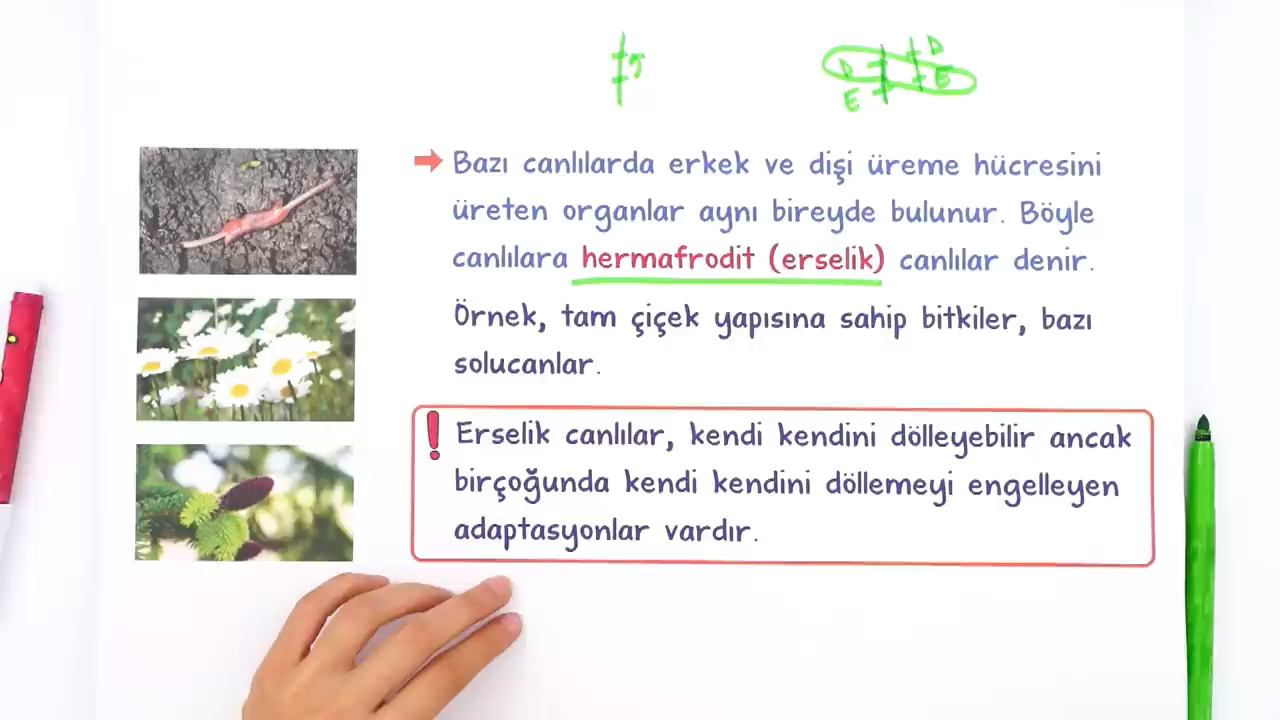 D
D
E
E
Bazı canlılarda erkek ve dişi üreme hücresini
üreten organlar aynı bireyde bulunur. Böyle
canlılara hermafrodit (erselik) canlılar denir.
Örnek, tam çiçek yapısına sahip bitkiler, bazı
solucanlar.
! Erselik canlılar, kendi kendini dölleyebilir ancak
birçoğunda kendi kendini döllemeyi engelleyen
adaptasyonlar vardır.